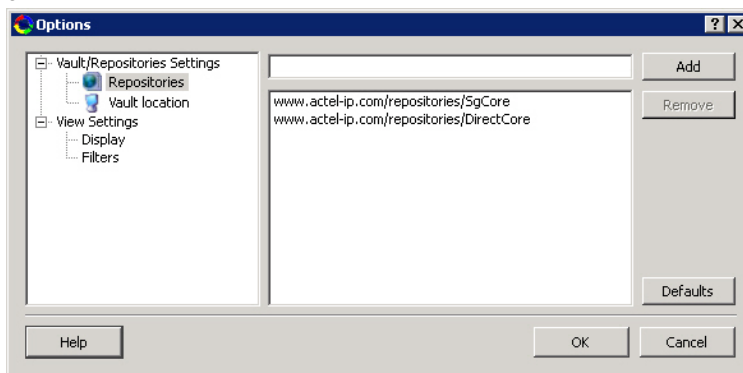 Options
Vault/Repositories Settings
Repositories
Vault location
View Settings
Display
Filters
www.actel-ip.com/repositories/SgCore
www.actel-ip.com/repositories/DirectCore
Add
Remove
Defaults
Help
OK
Cancel